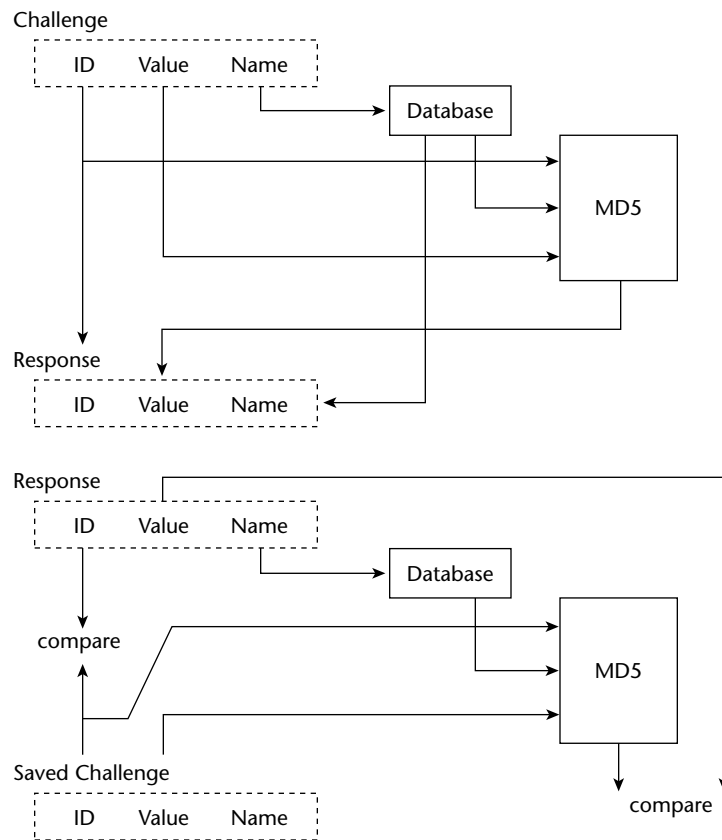 Challenge
ID Value Name
Database
MD5
Response
ID Value Name
Response
ID Value Name
Database
compare
MD5
Saved Challenge
ID Value Name
compare